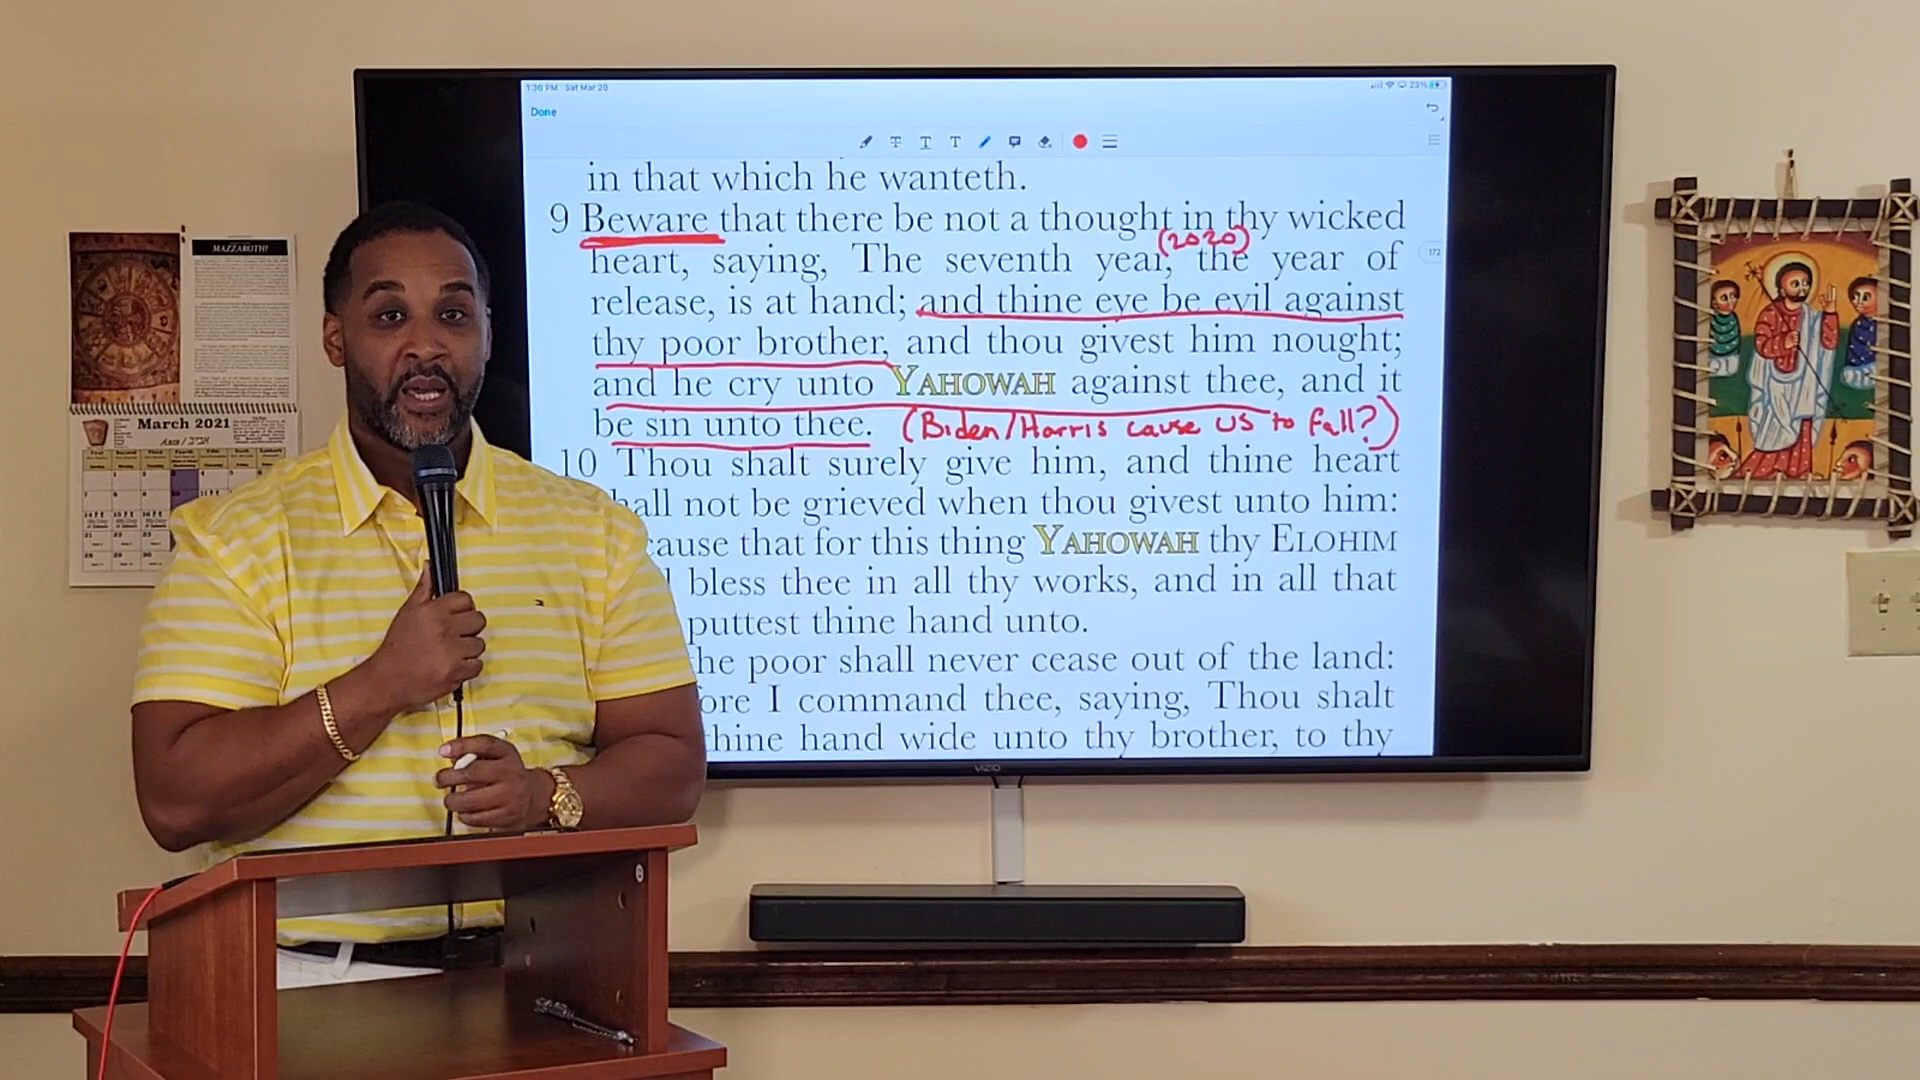 1:36 PM Sat Mar 20
23%
Done
in that which he wanteth.
9 Beware that there be not a thought in thy wicked
(2020)
heart, saying, The seventh year, the year of
172
release, is at hand; and thine eye be evil against
thy poor brother, and thou givest him nought;
and he cry unto YAHOWAH against thee, and it
be sin unto thee. (Biden/Harris cause us to fall?)
10 Thou shalt surely give him, and thine heart
hall not be grieved when thou givest unto him:
cause that for this thing YAHOWAH thy ELOHIM
bless thee in all thy works, and in all that
puttest thine hand unto.
he poor shall never cease out of the land:
ore I command thee, saying, Thou shalt
thine hand wide unto thy brother, to thy
VIZIO
MAZZAROTH!
March 2021
First Second Third Fourth